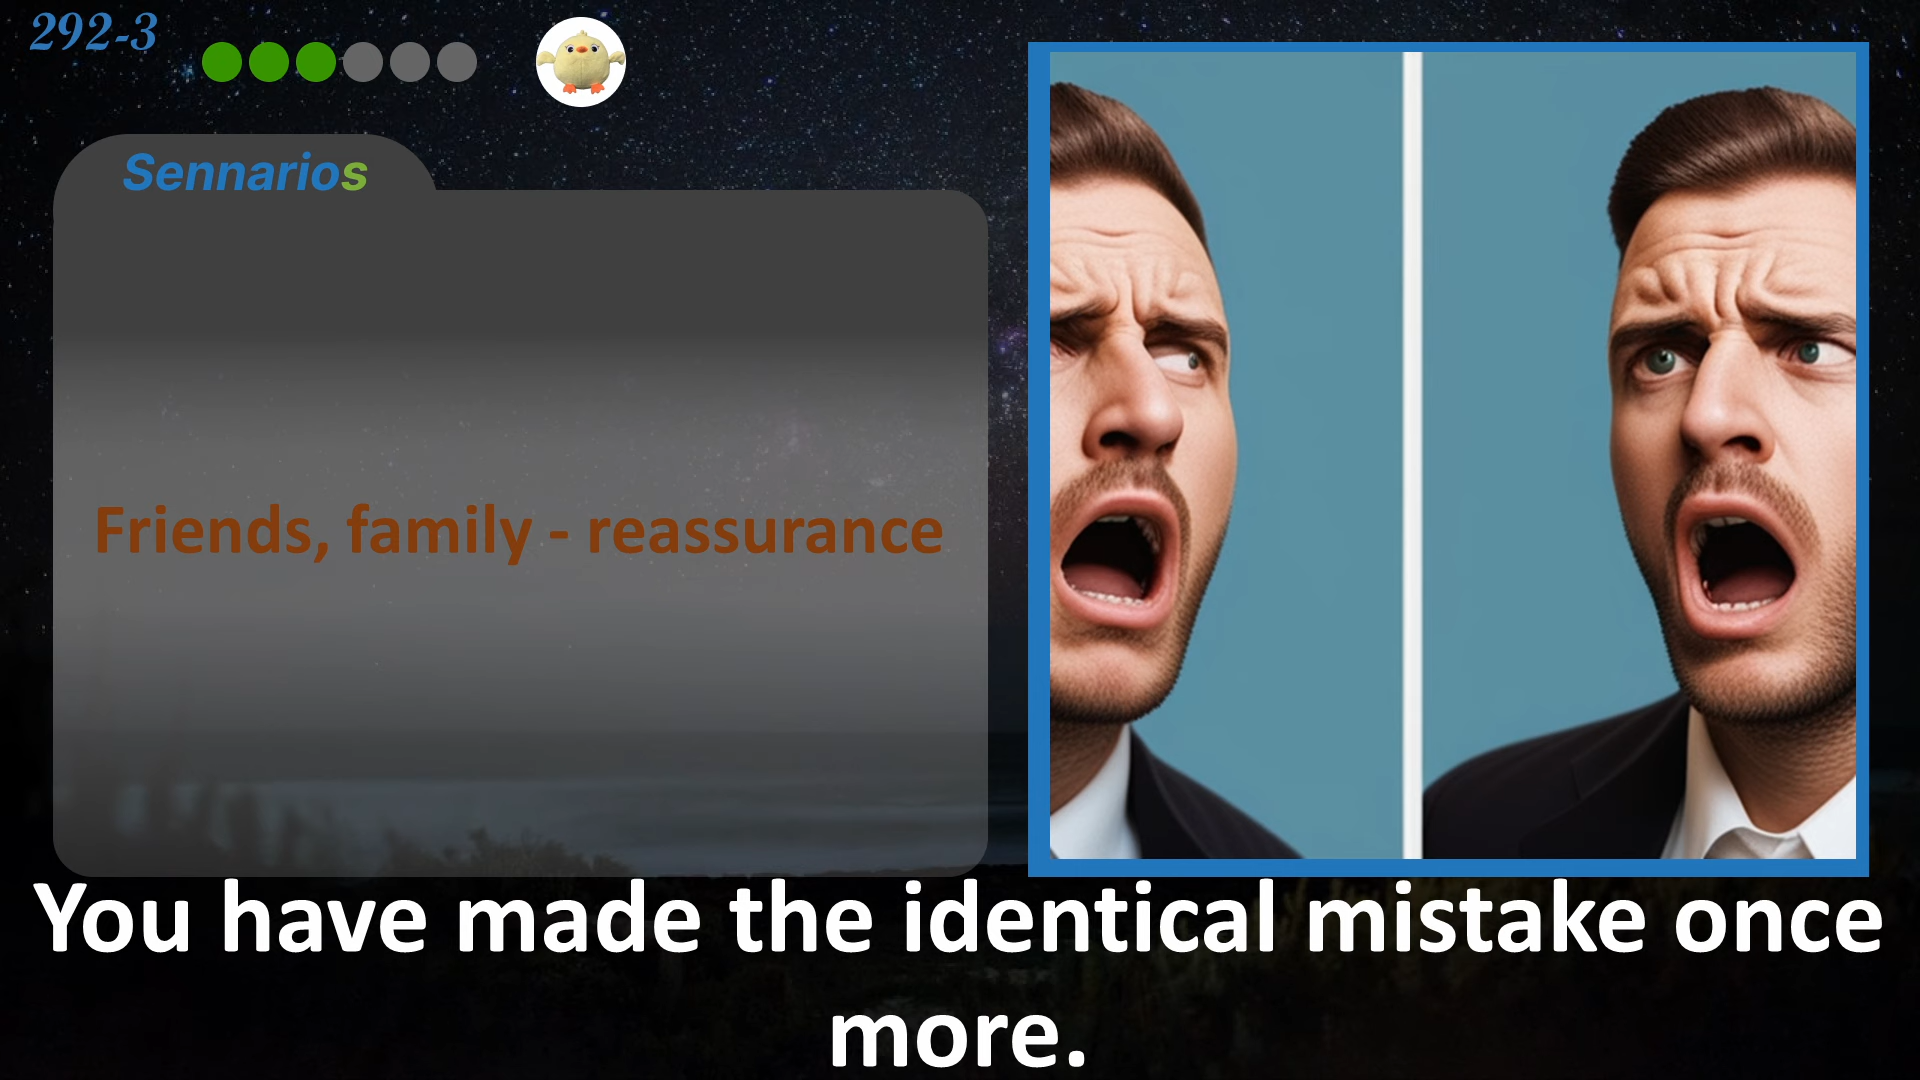 292-3
Sennarios
Friends, family - reassurance
You have made the identical mistake once
more.